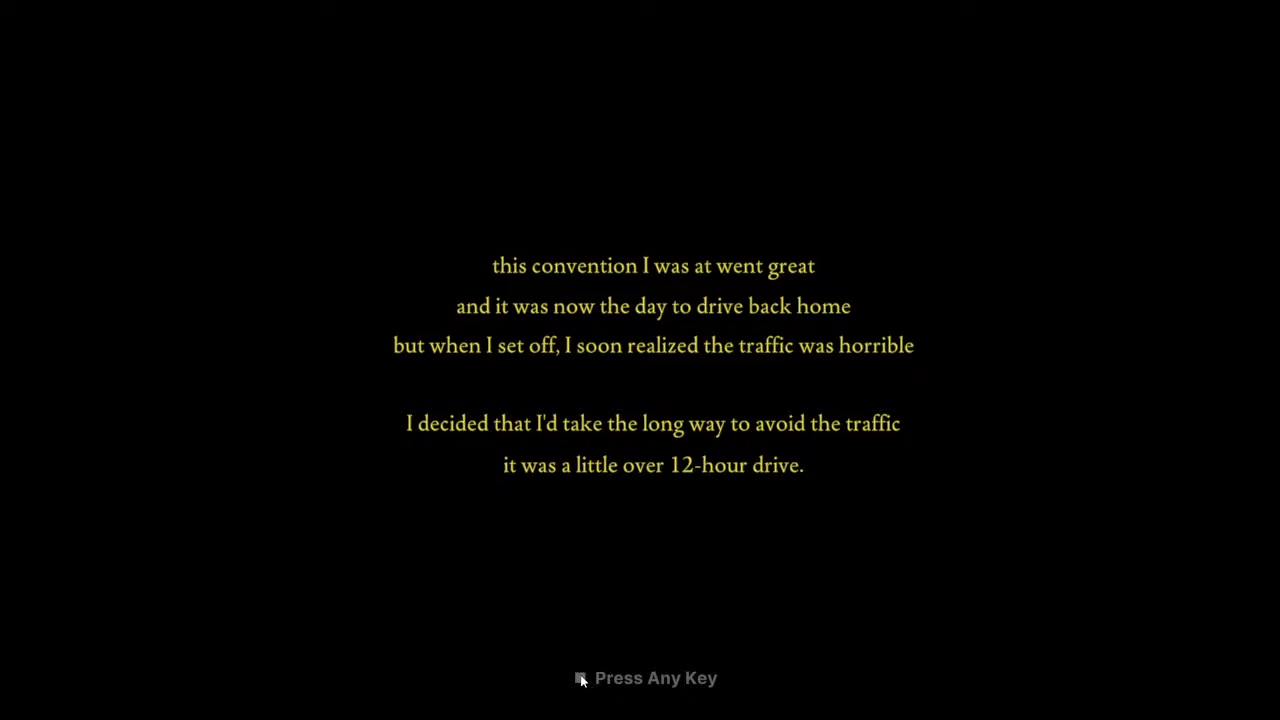 this convention I was at went great
and it was now the day to drive back home
but when I set off, I soon realized the traffic was horrible
I decided that I'd take the long way to avoid the traffic
it was a little over 12-hour drive.
Press Any Key